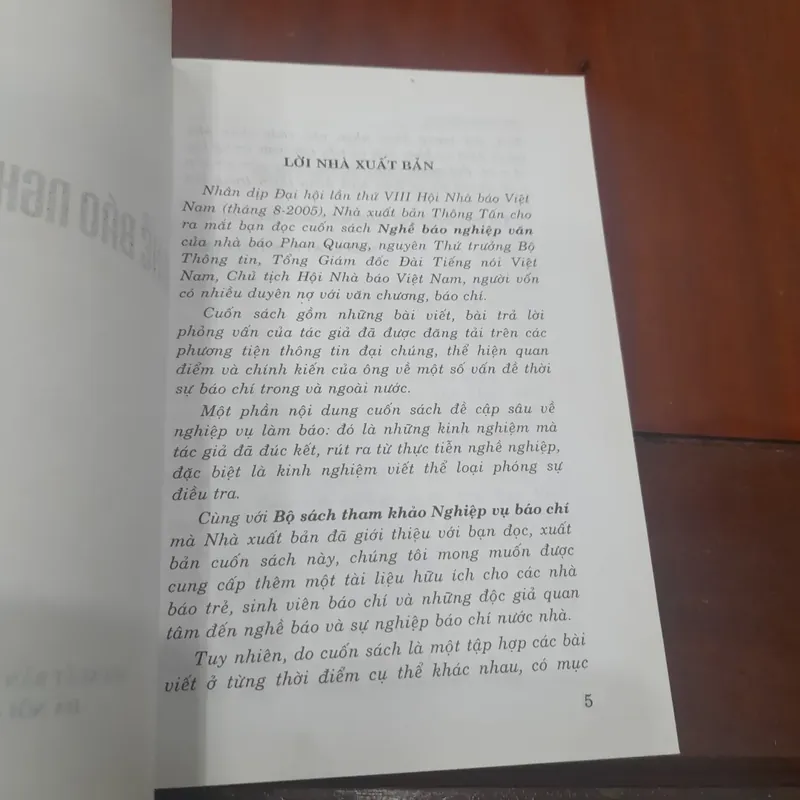 LỜI NHÀ XUẤT BẢN
Nhân dịp Đại hội lần thứ VIII Hội Nhà báo Việt
Nam (tháng 8-2005), Nhà xuất bản Thông Tấn cho
ra mắt bạn đọc cuốn sách Nghề báo nghiệp văn
của nhà báo Phan Quang, nguyên Thứ trưởng Bộ
Thông tin, Tổng Giám đốc Đài Tiếng nói Việt
Nam, Chủ tịch Hội Nhà báo Việt Nam, người vốn
có nhiều duyên nợ với văn chương, báo chí.
Cuốn sách gồm những bài viết, bài trả lời
phỏng vấn của tác giả đã được đăng tải trên các
phương tiện thông tin đại chúng, thể hiện quan
điểm và chính kiến của ông về một số vấn đề thời
sự báo chí trong và ngoài nước.
Một phần nội dung cuốn sách đề cập sâu về
nghiệp vụ làm báo: đó là những kinh nghiệm mà
tác giả đã đúc kết, rút ra từ thực tiễn nghề nghiệp,
đặc biệt là kinh nghiệm viết thể loại phóng sự
điều tra.
Cùng với Bộ sách tham khảo Nghiệp vụ báo chí
mà Nhà xuất bản đã giới thiệu với bạn đọc, xuất
bản cuốn sách này, chúng tôi mong muốn được
cung cấp thêm một tài liệu hữu ích cho các nhà
báo trẻ, sinh viên báo chí và những độc giả quan
tâm đến nghề báo và sự nghiệp báo chí nước nhà.
Tuy nhiên, do cuốn sách là một tập hợp các bài
viết ở từng thời điểm cụ thể khác nhau, có mục
5